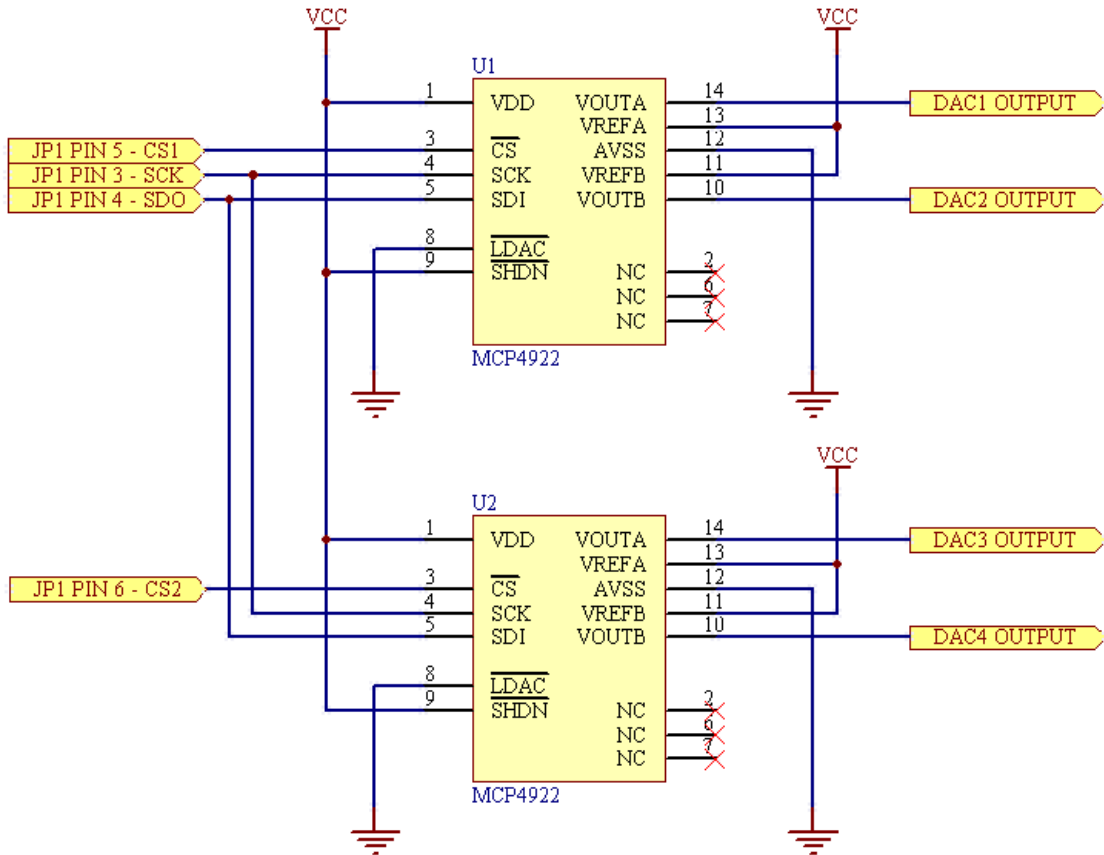 VCC
VCC
U1
1 VDD VOUTA 14 DAC1 OUTPUT
VREFA 13
JP1 PIN 5 - CS1 3 CS AVSS 12
JP1 PIN 3 - SCK 4 SCK VREFB 11
JP1 PIN 4 - SDO 5 SDI VOUTB 10 DAC2 OUTPUT
8 LDAC
9 SHDN NC 2
NC 6
NC 7
MCP4922
VCC
U2
1 VDD VOUTA 14 DAC3 OUTPUT
VREFA 13
JP1 PIN 6 - CS2 3 CS AVSS 12
4 SCK VREFB 11
5 SDI VOUTB 10 DAC4 OUTPUT
8 LDAC
9 SHDN NC 2
NC 6
NC 7
MCP4922